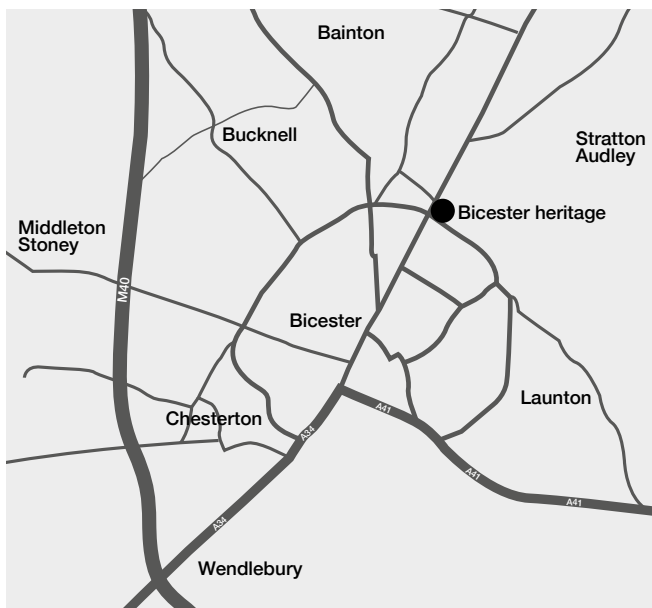 Bainton
Bucknell
Stratton
Audley
Bicester heritage
Middleton
Stoney
M40
Bicester
Launton
A41
Chesterton
A34
A41
A41
A34
Wendlebury